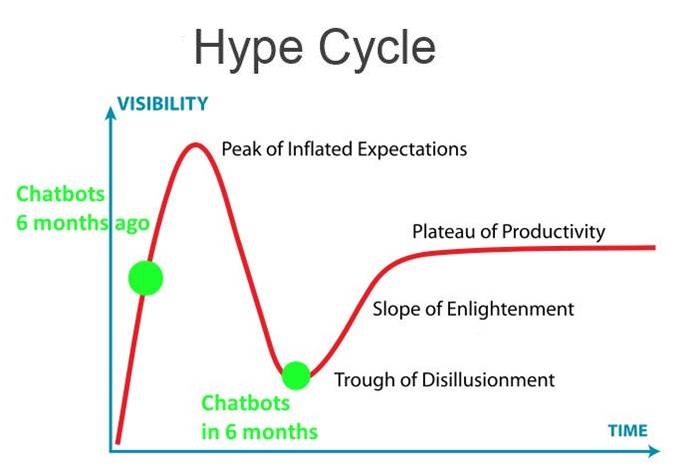 Hype Cycle
VISIBILITY
Peak of Inflated Expectations
Chatbots
6 months ago
Plateau of Productivity
Slope of Enlightenment
Trough of Disillusionment
Chatbots
in 6 months
TIME